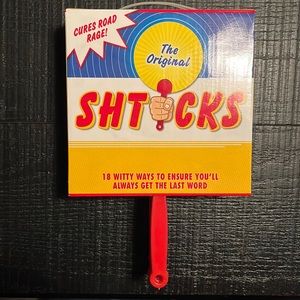 CURES ROAD
RAGE!
The
Original
SHTICKS
18 WITTY WAYS TO ENSURE YOU'LL
ALWAYS GET THE LAST WORD